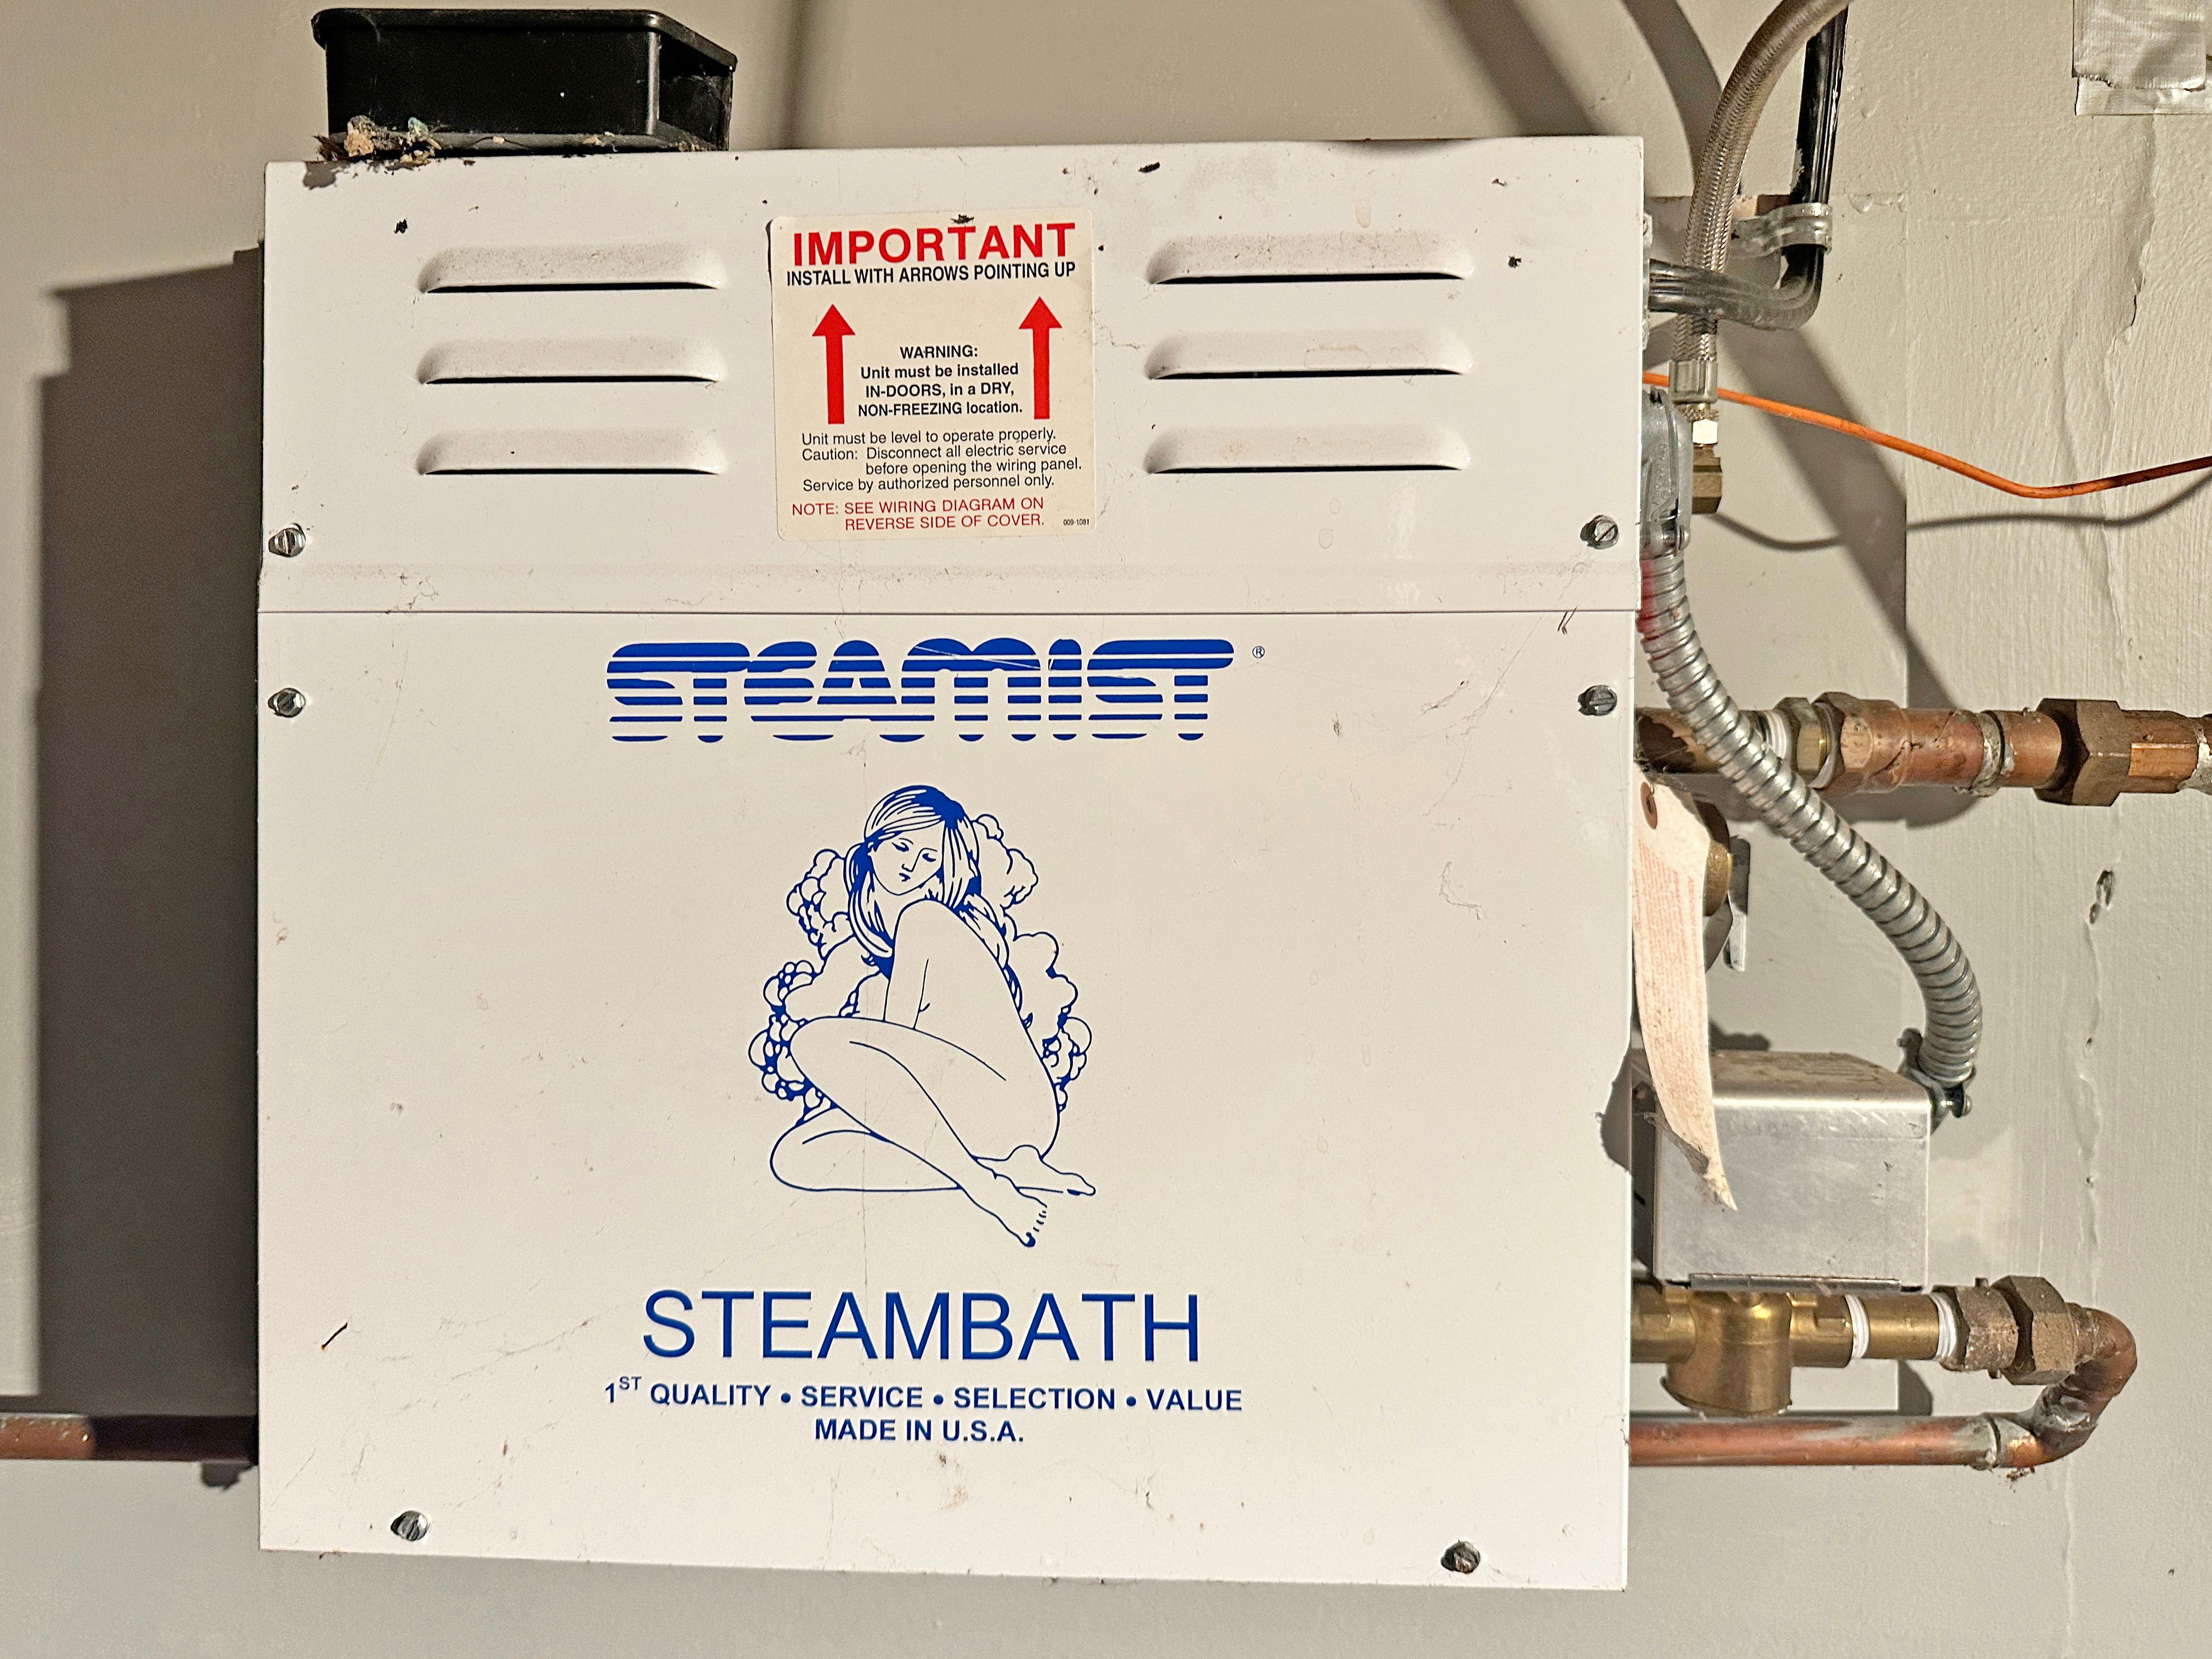 IMPORTANT
INSTALL WITH ARROWS POINTING UP
WARNING:
Unit must be installed
IN-DOORS, in a DRY,
NON-FREEZING location.
Unit must be level to operate properly.
Caution: Disconnect all electric service
before opening the wiring panel.
Service by authorized personnel only.
NOTE: SEE WIRING DIAGRAM ON
REVERSE SIDE OF COVER.
009-1081
STEAMIST®
STEAMBATH
1ST QUALITY • SERVICE • SELECTION • VALUE
MADE IN U.S.A.